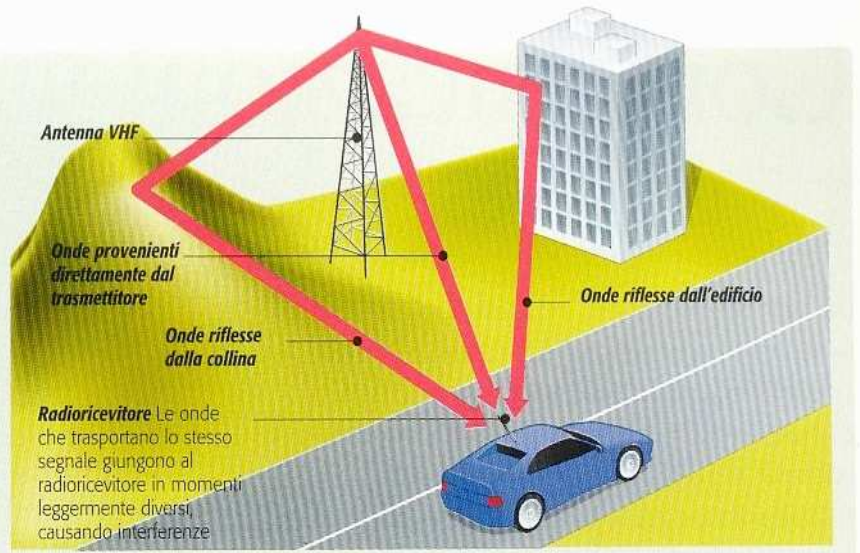 Antenna VHF
Onde provenienti
direttamente dal
trasmettitore
Onde riflesse dall'edificio
Onde riflesse
dalla collina
Radioricevitore Le onde
che trasportano lo stesso
segnale giungono al
radioricevitore in momenti
leggermente diversi,
causando interferenze